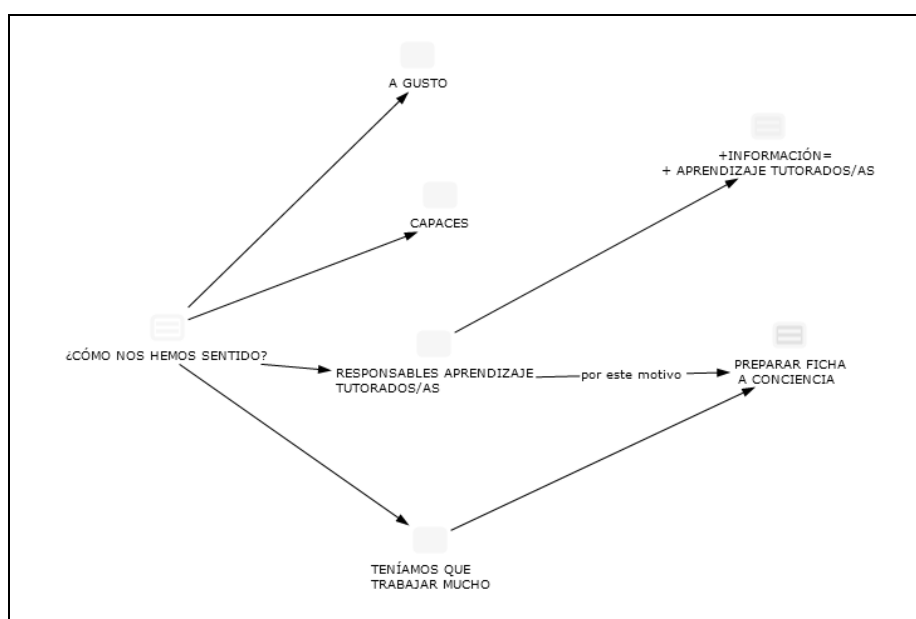 A GUSTO
+INFORMACIÓN=
+ APRENDIZAJE TUTORADOS/AS
CAPACES
¿CÓMO NOS HEMOS SENTIDO?
RESPONSABLES APRENDIZAJE
TUTORADOS/AS
por este motivo
PREPARAR FICHA
A CONCIENCIA
TENÍAMOS QUE
TRABAJAR MUCHO